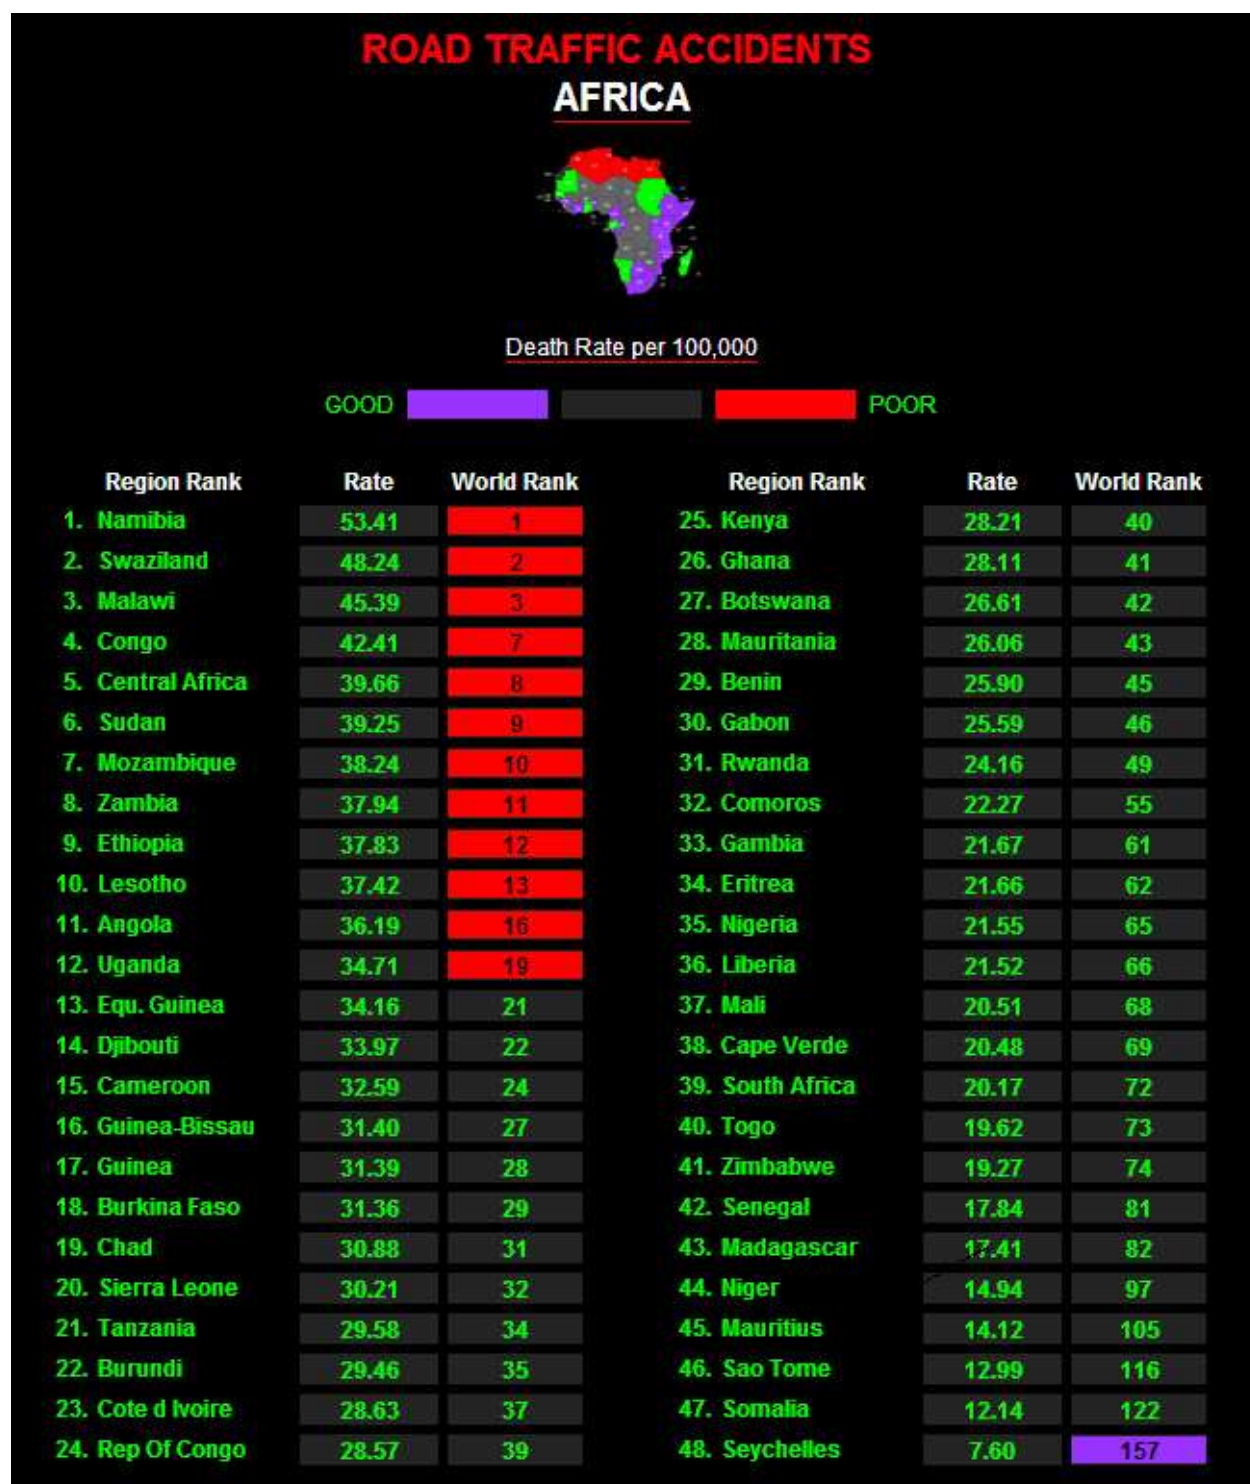 ROAD TRAFFIC ACCIDENTS
AFRICA
Death Rate per 100,000
GOOD POOR
Region Rank Rate World Rank
1. Namibia 53.41 1
2. Swaziland 48.24 2
3. Malawi 45.39 3
4. Congo 42.41 7
5. Central Africa 39.66 8
6. Sudan 39.25 9
7. Mozambique 38.24 10
8. Zambia 37.94 11
9. Ethiopia 37.83 12
10. Lesotho 37.42 13
11. Angola 36.19 16
12. Uganda 34.71 19
13. Equ. Guinea 34.16 21
14. Djibouti 33.97 22
15. Cameroon 32.59 24
16. Guinea-Bissau 31.40 27
17. Guinea 31.39 28
18. Burkina Faso 31.36 29
19. Chad 30.88 31
20. Sierra Leone 30.21 32
21. Tanzania 29.58 34
22. Burundi 29.46 35
23. Cote d Ivoire 28.63 37
24. Rep Of Congo 28.57 39
Region Rank Rate World Rank
25. Kenya 28.21 40
26. Ghana 28.11 41
27. Botswana 26.61 42
28. Mauritania 26.06 43
29. Benin 25.90 45
30. Gabon 25.59 46
31. Rwanda 24.16 49
32. Comoros 22.27 55
33. Gambia 21.67 61
34. Eritrea 21.66 62
35. Nigeria 21.55 65
36. Liberia 21.52 66
37. Mali 20.51 68
38. Cape Verde 20.48 69
39. South Africa 20.17 72
40. Togo 19.62 73
41. Zimbabwe 19.27 74
42. Senegal 17.84 81
43. Madagascar 17.41 82
44. Niger 14.94 97
45. Mauritius 14.12 105
46. Sao Tome 12.99 116
47. Somalia 12.14 122
48. Seychelles 7.60 157